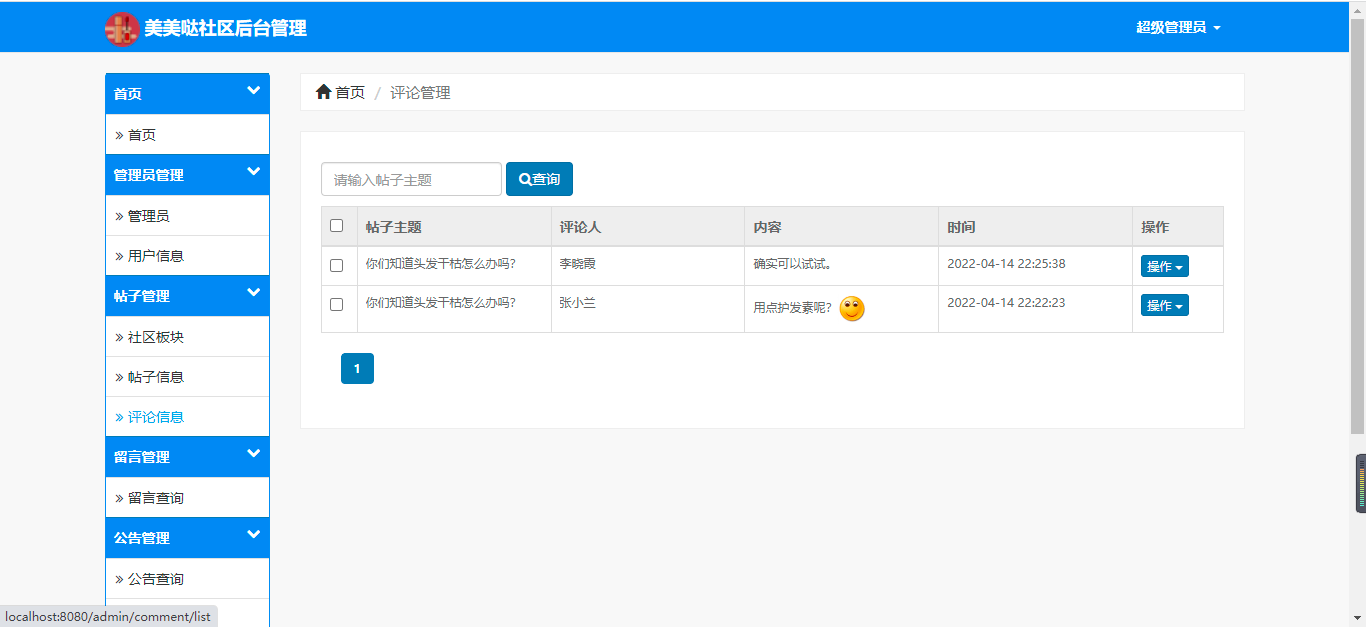 美美哒社区后台管理
超级管理员
首页
» 首页
管理员管理
» 管理员
» 用户信息
帖子管理
» 社区板块
» 帖子信息
» 评论信息
留言管理
» 留言查询
公告管理
» 公告查询
首页 / 评论管理
请输入帖子主题 查询
帖子主题 评论人 内容 时间 操作
你们知道头发干枯怎么办吗? 李晓霞 确实可以试试。 2022-04-14 22:25:38 操作
你们知道头发干枯怎么办吗? 张小兰 用点护发素呢? 2022-04-14 22:22:23 操作
1
localhost:8080/admin/comment/list